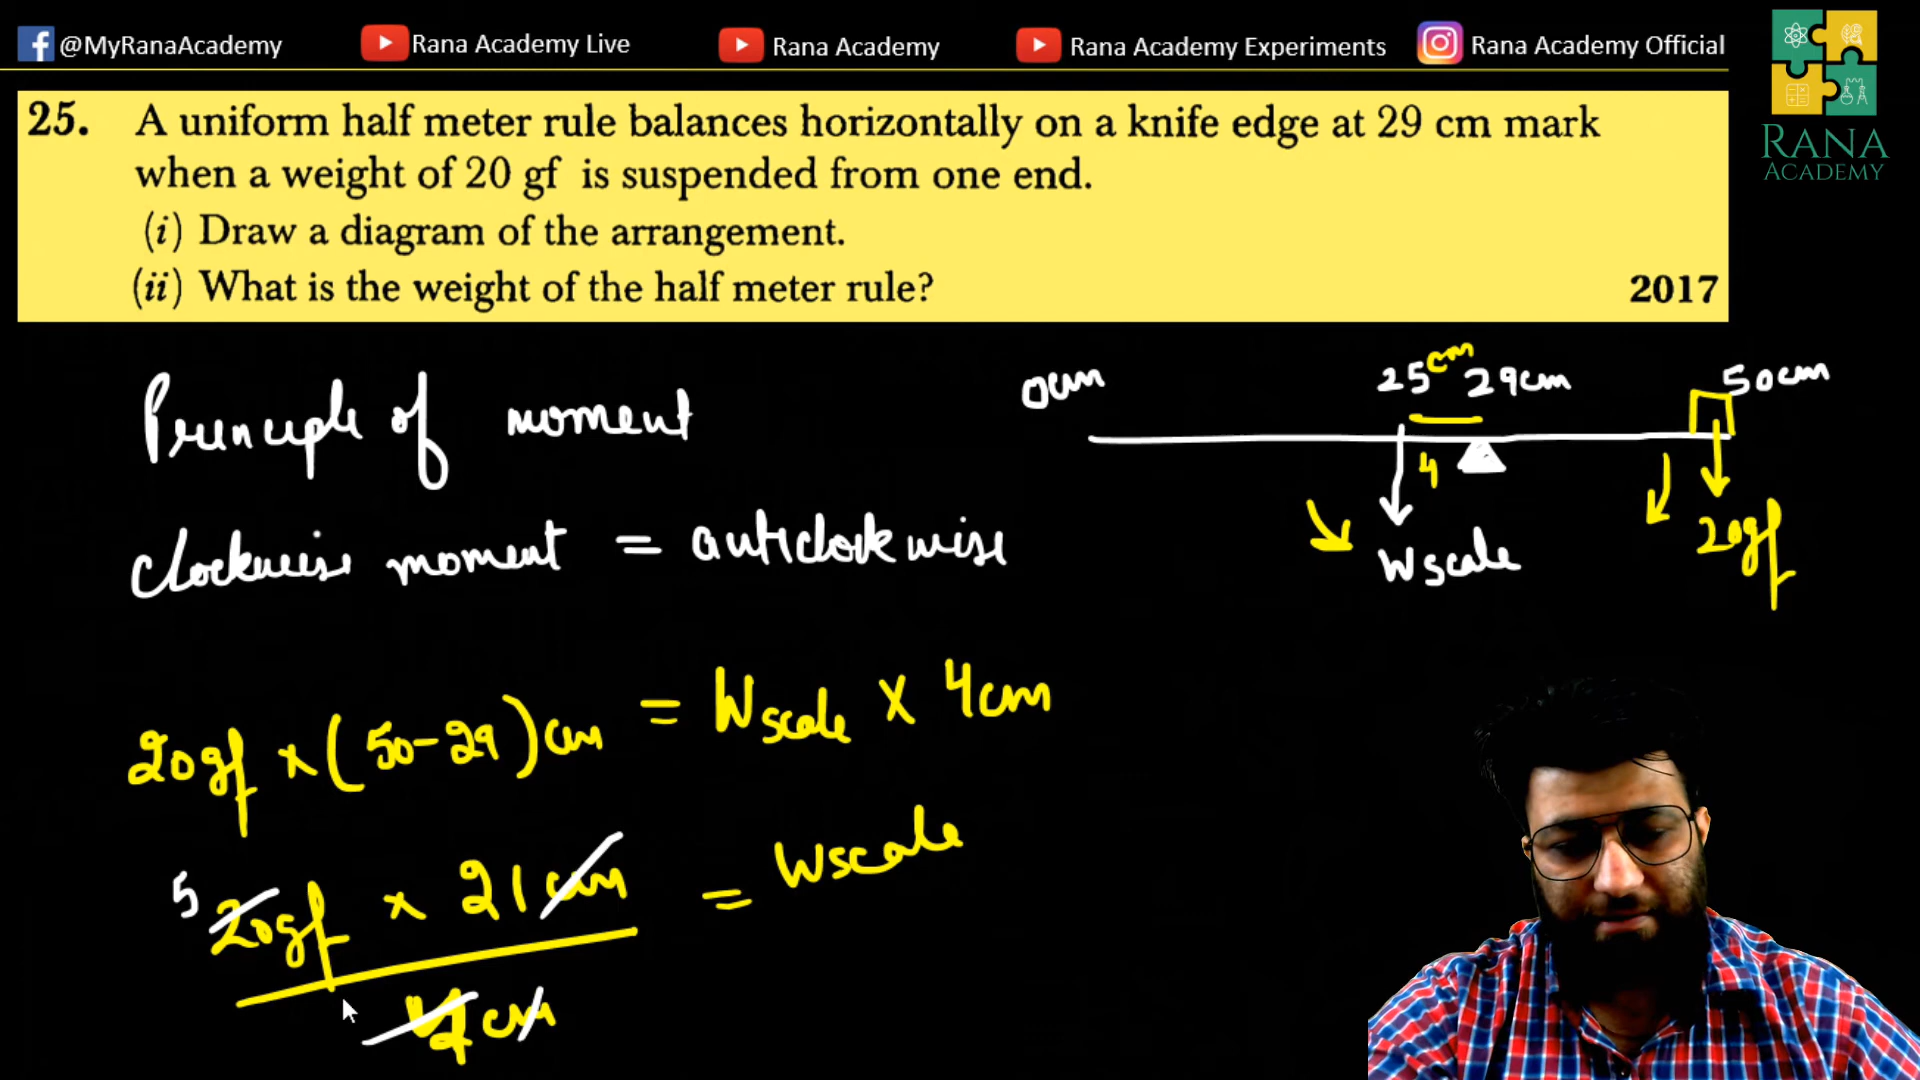 @MyRanaAcademy Rana Academy Live Rana Academy Rana Academy Experiments Rana Academy Official
RANA
ACADEMY
25. A uniform half meter rule balances horizontally on a knife edge at 29 cm mark
when a weight of 20 gf is suspended from one end.
(i) Draw a diagram of the arrangement.
(ii) What is the weight of the half meter rule? 2017
Principle of moment
0cm 25cm 29cm 50cm
4
clockwise moment = anticlockwise
Wscale 20gf
20gf × (50-29)cm = Wscale × 4cm
5 20gf × 21cm = Wscale
4cm